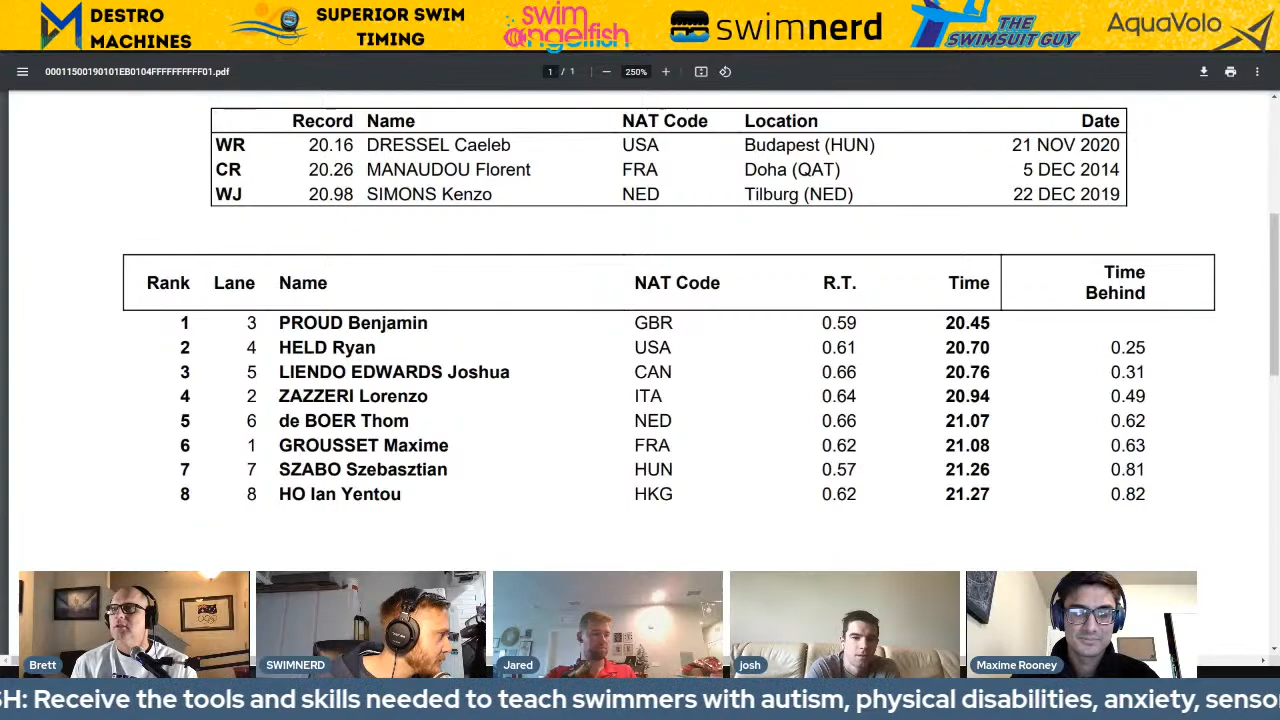 DESTRO
MACHINES
SUPERIOR SWIM
TIMING
swim
angelfish
swimnerd
THE
SWIMSUIT GUY
AquaVolo
00011500190101EB0104FFFFFFFFFF01.pdf
1 / 1
250%
Record Name NAT Code Location Date
WR 20.16 DRESSEL Caeleb USA Budapest (HUN) 21 NOV 2020
CR 20.26 MANAUDOU Florent FRA Doha (QAT) 5 DEC 2014
WJ 20.98 SIMONS Kenzo NED Tilburg (NED) 22 DEC 2019
Rank Lane Name NAT Code R.T. Time Time
Behind
1 3 PROUD Benjamin GBR 0.59 20.45
2 4 HELD Ryan USA 0.61 20.70 0.25
3 5 LIENDO EDWARDS Joshua CAN 0.66 20.76 0.31
4 2 ZAZZERI Lorenzo ITA 0.64 20.94 0.49
5 6 de BOER Thom NED 0.66 21.07 0.62
6 1 GROUSSET Maxime FRA 0.62 21.08 0.63
7 7 SZABO Szebasztian HUN 0.57 21.26 0.81
8 8 HO Ian Yentou HKG 0.62 21.27 0.82
Brett
SWIMNERD
Jared
josh
Maxime Rooney
SH: Receive the tools and skills needed to teach swimmers with autism, physical disabilities, anxiety, senso